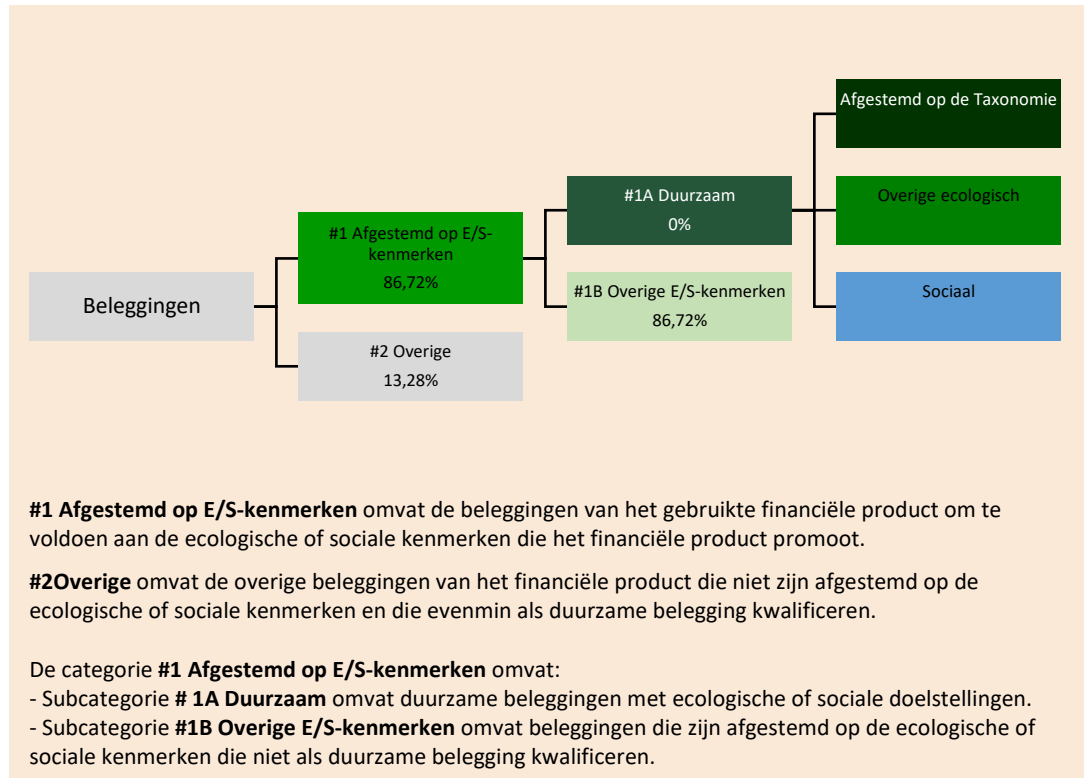 Afgestemd op de Taxonomie
#1A Duurzaam
0%
Overige ecologisch
#1 Afgestemd op E/S-
kenmerken
86,72%
#1B Overige E/S-kenmerken
86,72%
Sociaal
Beleggingen
#2 Overige
13,28%
#1 Afgestemd op E/S-kenmerken omvat de beleggingen van het gebruikte financiële product om te
voldoen aan de ecologische of sociale kenmerken die het financiële product promoot.
#2Overige omvat de overige beleggingen van het financiële product die niet zijn afgestemd op de
ecologische of sociale kenmerken en die evenmin als duurzame belegging kwalificeren.
De categorie #1 Afgestemd op E/S-kenmerken omvat:
- Subcategorie # 1A Duurzaam omvat duurzame beleggingen met ecologische of sociale doelstellingen.
- Subcategorie #1B Overige E/S-kenmerken omvat beleggingen die zijn afgestemd op de ecologische of
sociale kenmerken die niet als duurzame belegging kwalificeren.